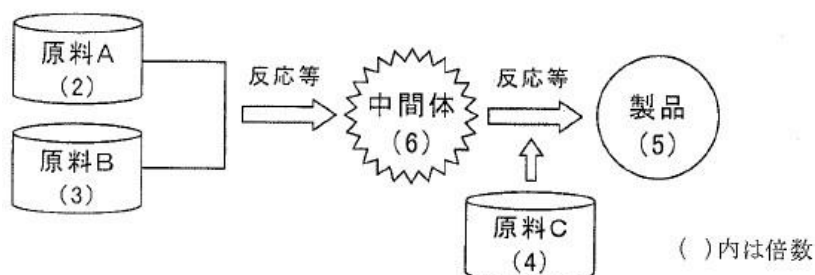 原料A
(2)
原料B
(3)
反応等
中間体
(6)
反応等
原料C
(4)
製品
(5)
( )内は倍数